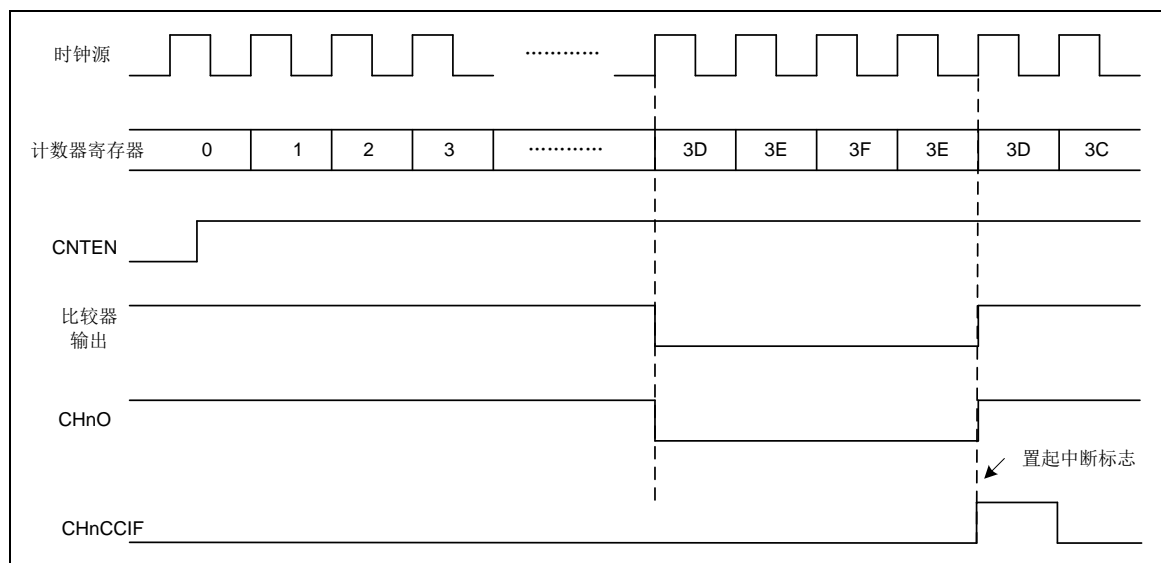 时钟源
…………
计数器寄存器 0 1 2 3 ………… 3D 3E 3F 3E 3D 3C
CNTEN
比较器
输出
CHnO
置起中断标志
CHnCCIF